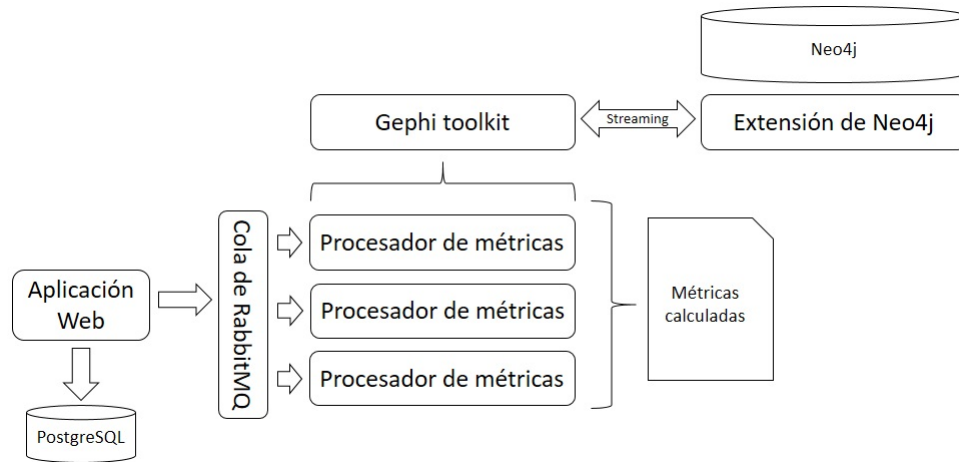 Neo4j
Gephi toolkit
Streaming
Extensión de Neo4j
Cola de RabbitMQ
Procesador de métricas
Aplicación
Web
Procesador de métricas
Métricas
calculadas
Procesador de métricas
PostgreSQL